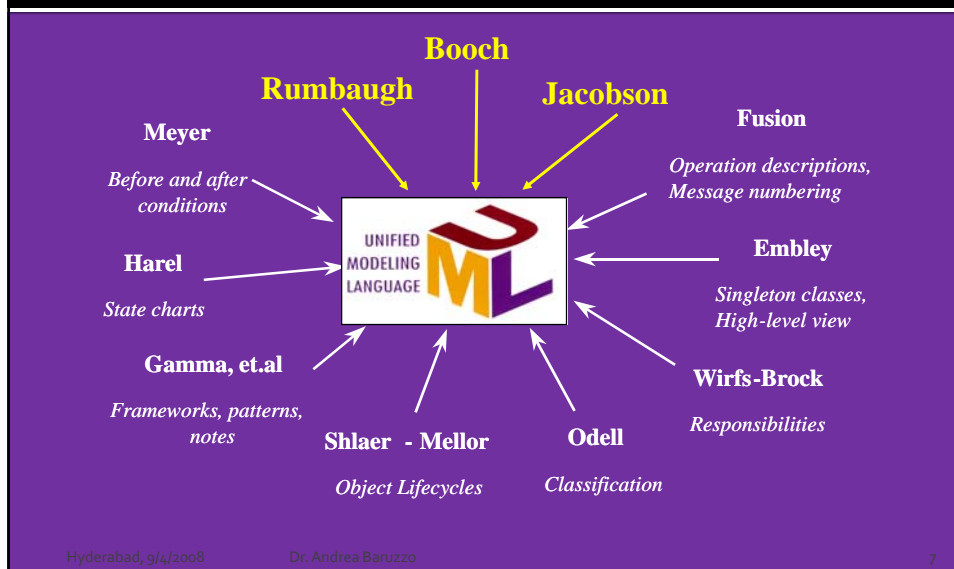 Booch
Rumbaugh
Jacobson
Meyer
Before and after
conditions
Fusion
Operation descriptions,
Message numbering
UNIFIED
MODELING
LANGUAGE
UML
Harel
State charts
Embley
Singleton classes,
High-level view
Gamma, et.al
Frameworks, patterns,
notes
Wirfs-Brock
Responsibilities
Shlaer - Mellor
Object Lifecycles
Odell
Classification
Hyderabad, 9/4/2008
Dr. Andrea Baruzzo
7